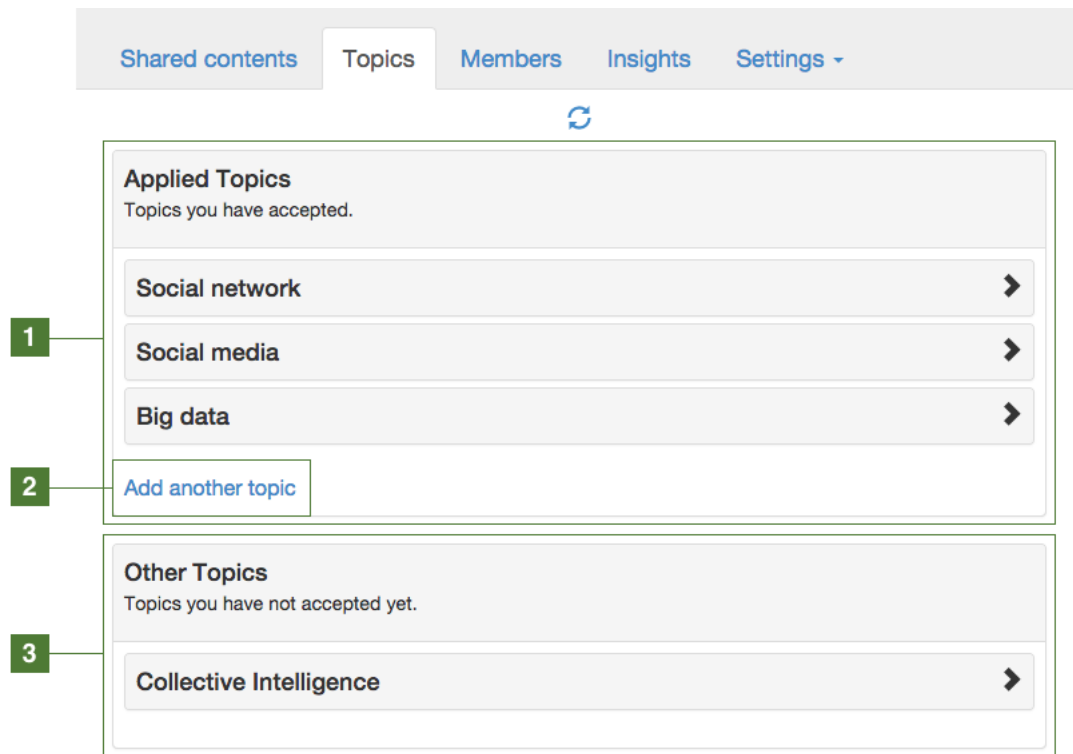 Shared contents Topics Members Insights Settings
Applied Topics
Topics you have accepted.
Social network
1
Social media
Big data
2 Add another topic
Other Topics
Topics you have not accepted yet.
3
Collective Intelligence